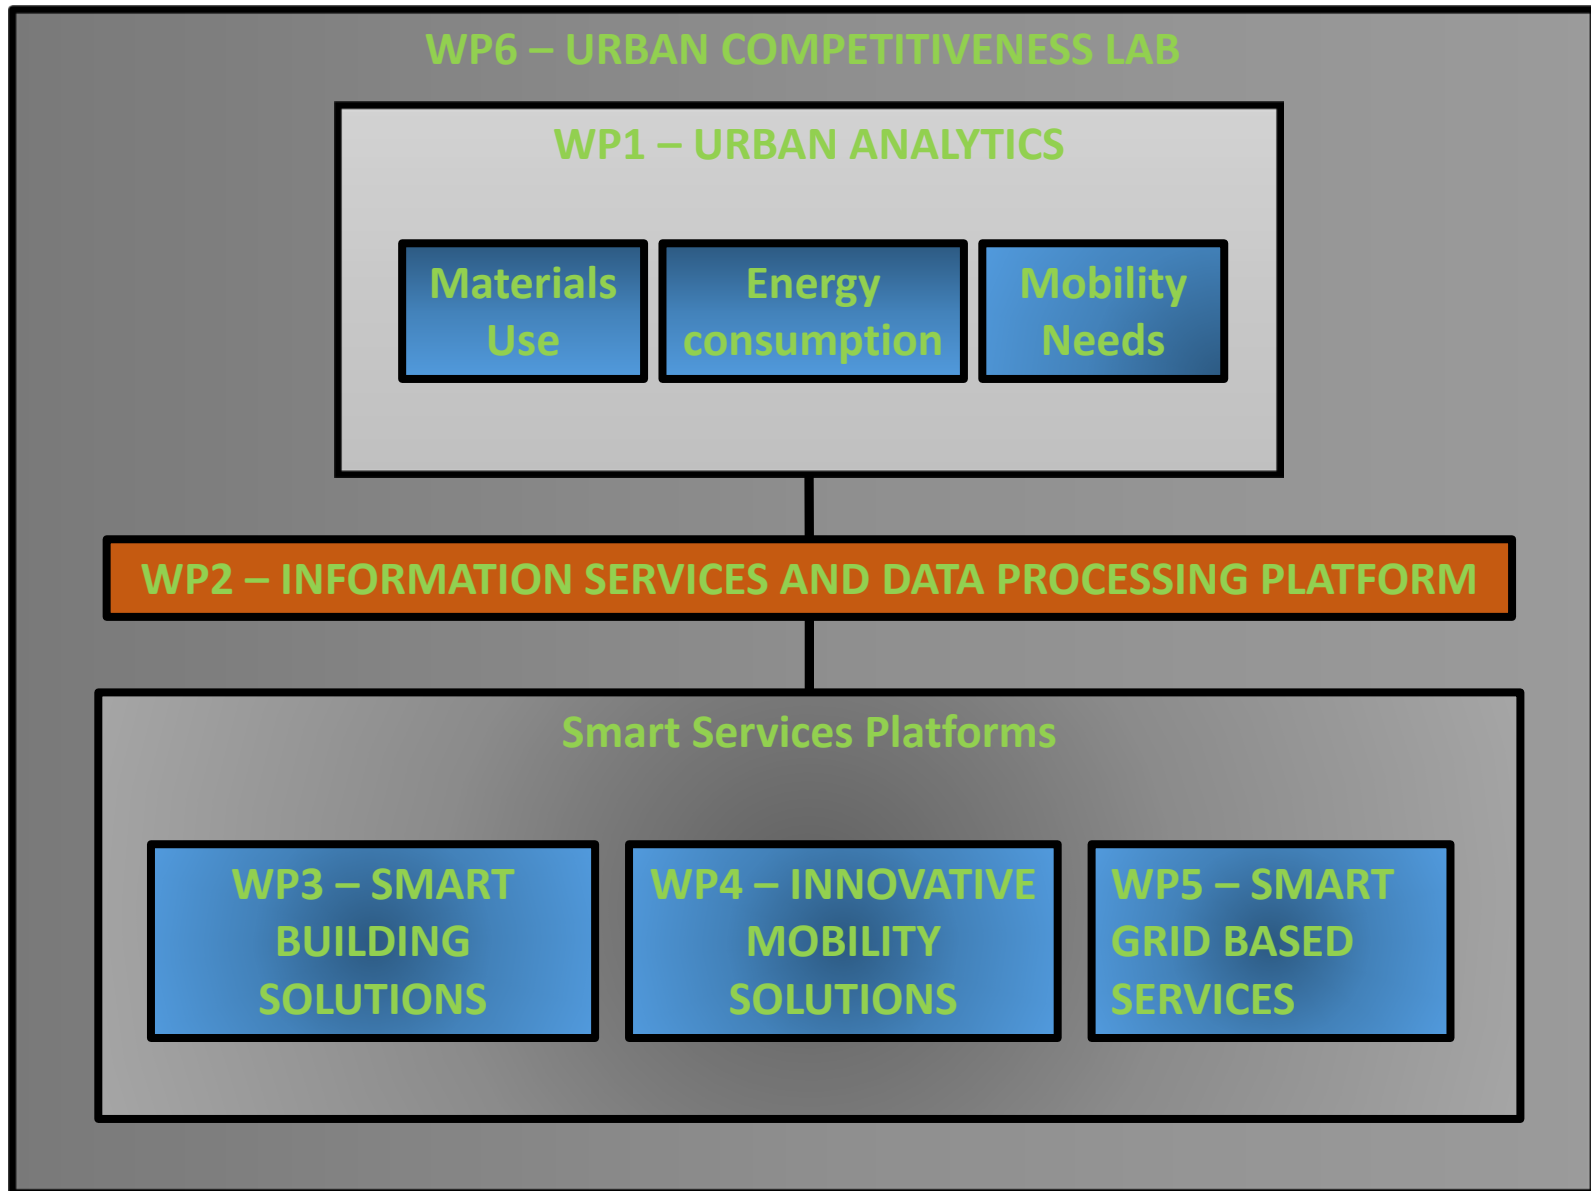 WP6 – URBAN COMPETITIVENESS LAB
WP1 – URBAN ANALYTICS
Materials
Use
Energy
consumption
Mobility
Needs
WP2 – INFORMATION SERVICES AND DATA PROCESSING PLATFORM
Smart Services Platforms
WP3 – SMART
BUILDING
SOLUTIONS
WP4 – INNOVATIVE
MOBILITY
SOLUTIONS
WP5 – SMART
GRID BASED
SERVICES